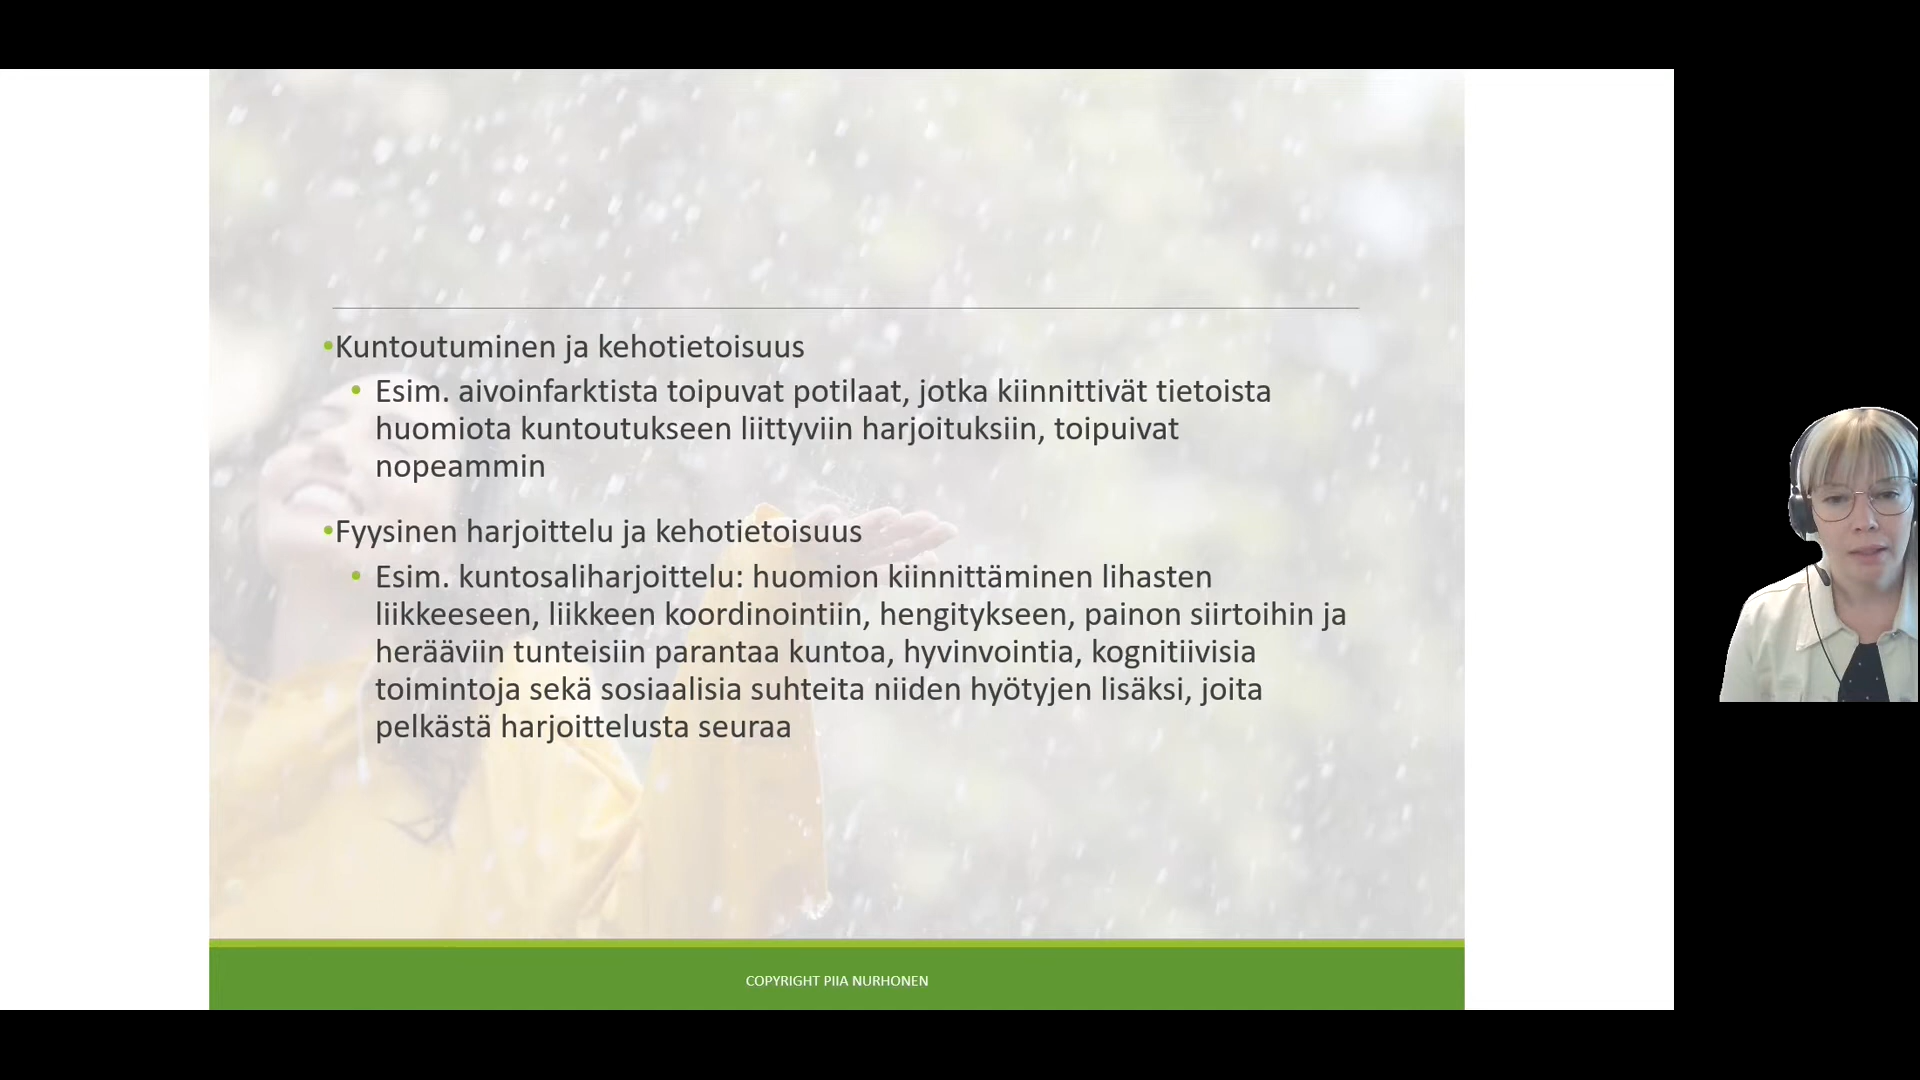 •Kuntoutuminen ja kehotietoisuus
• Esim. aivoinfarktista toipuvat potilaat, jotka kiinnittivät tietoista
huomiota kuntoutukseen liittyviin harjoituksiin, toipuivat
nopeammin
•Fyysinen harjoittelu ja kehotietoisuus
• Esim. kuntosaliharjoittelu: huomion kiinnittäminen lihasten
liikkeeseen, liikkeen koordinointiin, hengitykseen, painon siirtoihin ja
herääviin tunteisiin parantaa kuntoa, hyvinvointia, kognitiivisia
toimintoja sekä sosiaalisia suhteita niiden hyötyjen lisäksi, joita
pelkästä harjoittelusta seuraa
COPYRIGHT PIIA NURHONEN